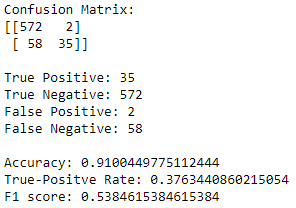 Confusion Matrix:
[[572   2]
 [ 58  35]]
True Positive: 35
True Negative: 572
False Positive: 2
False Negative: 58
Accuracy: 0.9100449775112444
True-Positve Rate: 0.3763440860215054
F1 score: 0.5384615384615384